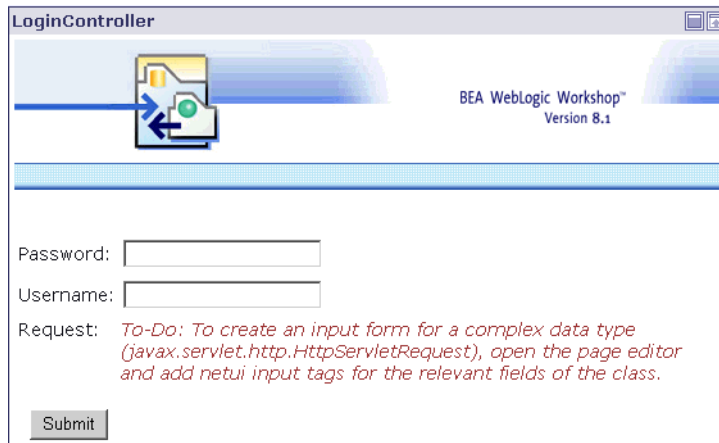 LoginController
BEA WebLogic Workshop™
Version 8.1
Password:
Username:
Request: To-Do: To create an input form for a complex data type
(javax.servlet.http.HttpServletRequest), open the page editor
and add netui input tags for the relevant fields of the class.
Submit